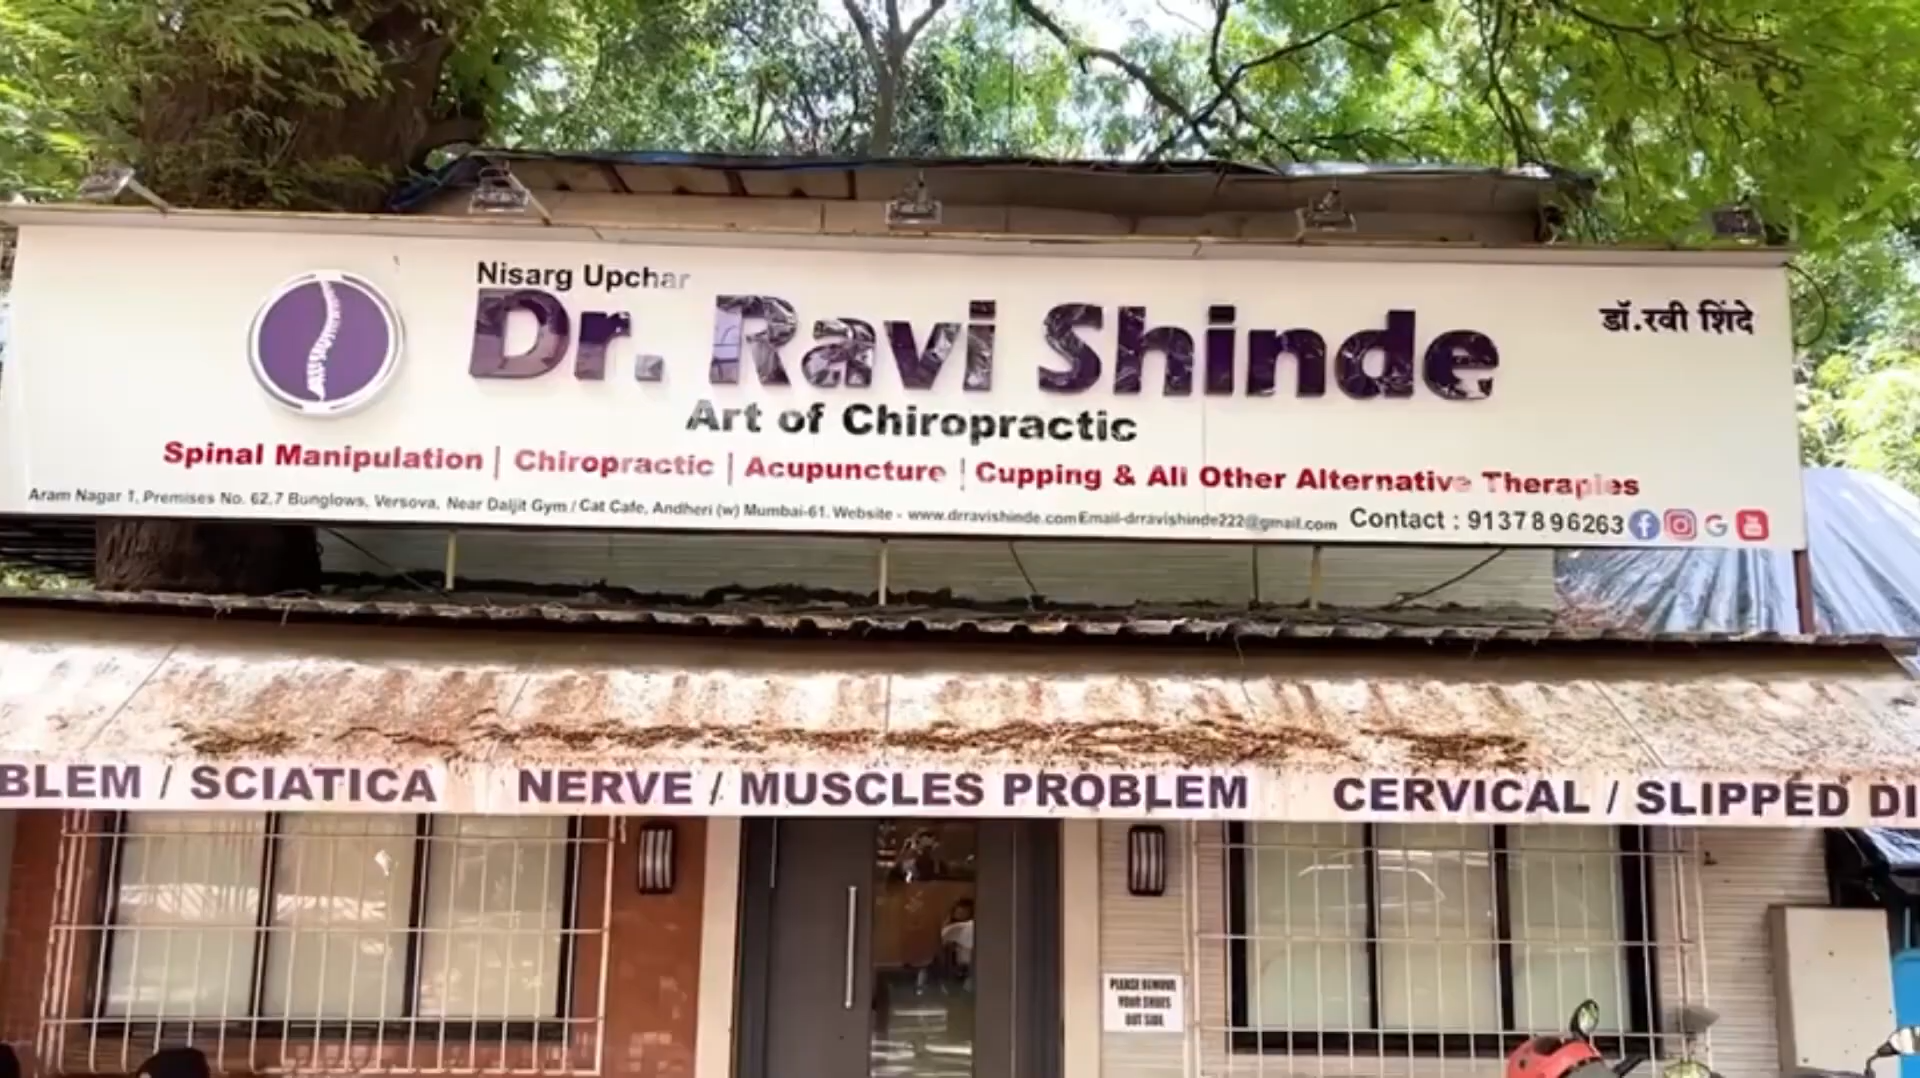 Nisarg Upchar
Dr. Ravi Shinde
डॉ.रवी शिंदे
Art of Chiropractic
Spinal Manipulation | Chiropractic | Acupuncture | Cupping & All Other Alternative Therapies
Aram Nagar 1, Premises No. 62,7 Bunglows, Versova, Near Daljit Gym / Cat Cafe, Andheri (w) Mumbai-61. Website - www.drravishinde.com Email-drravishinde222@gmail.com Contact : 9137896263
BLEM / SCIATICA NERVE / MUSCLES PROBLEM CERVICAL / SLIPPED DI
PLEASE REMOVE
YOUR SHOES
OUT SIDE